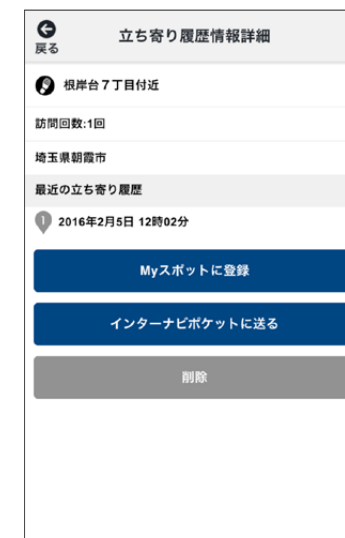 戻る
立ち寄り履歴情報詳細
根岸台7丁目付近
訪問回数:1回
埼玉県朝霞市
最近の立ち寄り履歴
1 2016年2月5日 12時02分
Myスポットに登録
インターナビポケットに送る
削除